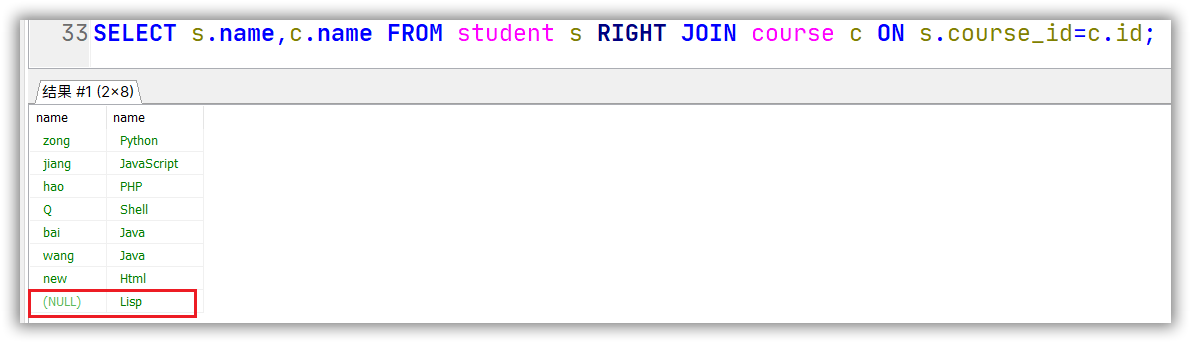 33 SELECT s.name,c.name FROM student s RIGHT JOIN course c ON s.course_id=c.id;
结果 #1 (2×8)
name name
zong Python
jiang JavaScript
hao PHP
Q Shell
bai Java
wang Java
new Html
(NULL) Lisp